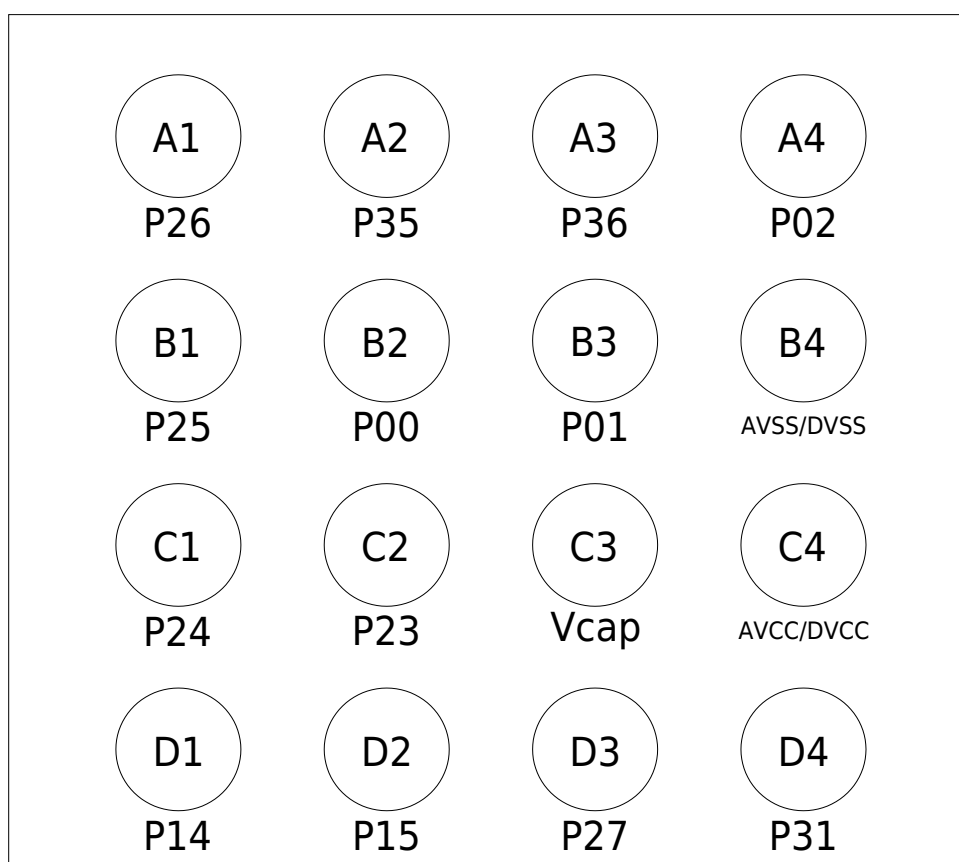 A1 A2 A3 A4
P26 P35 P36 P02
B1 B2 B3 B4
P25 P00 P01 AVSS/DVSS
C1 C2 C3 C4
P24 P23 Vcap AVCC/DVCC
D1 D2 D3 D4
P14 P15 P27 P31